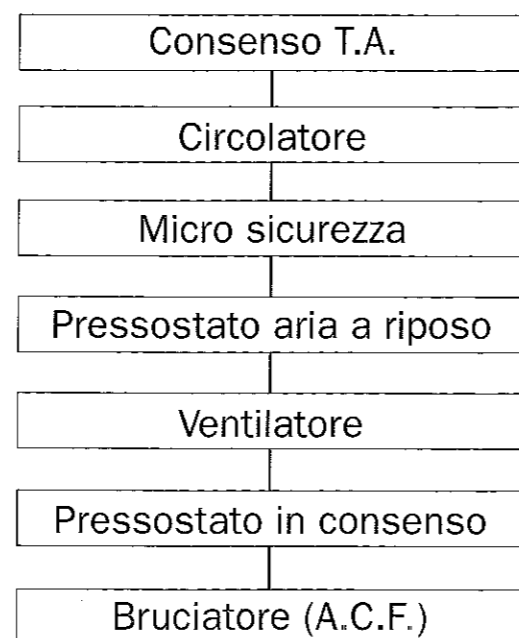 Consenso T.A.
Circolatore
Micro sicurezza
Pressostato aria a riposo
Ventilatore
Pressostato in consenso
Bruciatore (A.C.F.)